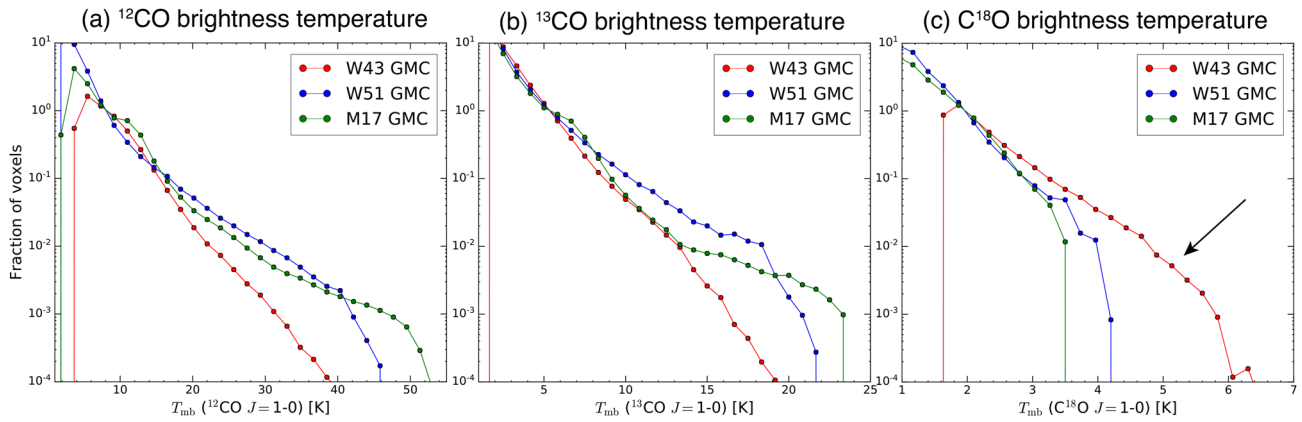 (a) ¹²CO brightness temperature
(b) ¹³CO brightness temperature
(c) C¹⁸O brightness temperature
Fraction of voxels
10¹
10⁰
10⁻¹
10⁻²
10⁻³
10⁻⁴
W43 GMC
W51 GMC
M17 GMC
10 20 30 40 50
Tmb (¹²CO J=1-0) [K]
10¹
10⁰
10⁻¹
10⁻²
10⁻³
10⁻⁴
W43 GMC
W51 GMC
M17 GMC
5 10 15 20 25
Tmb (¹³CO J=1-0) [K]
10¹
10⁰
10⁻¹
10⁻²
10⁻³
10⁻⁴
W43 GMC
W51 GMC
M17 GMC
1 2 3 4 5 6 7
Tmb (C¹⁸O J=1-0) [K]